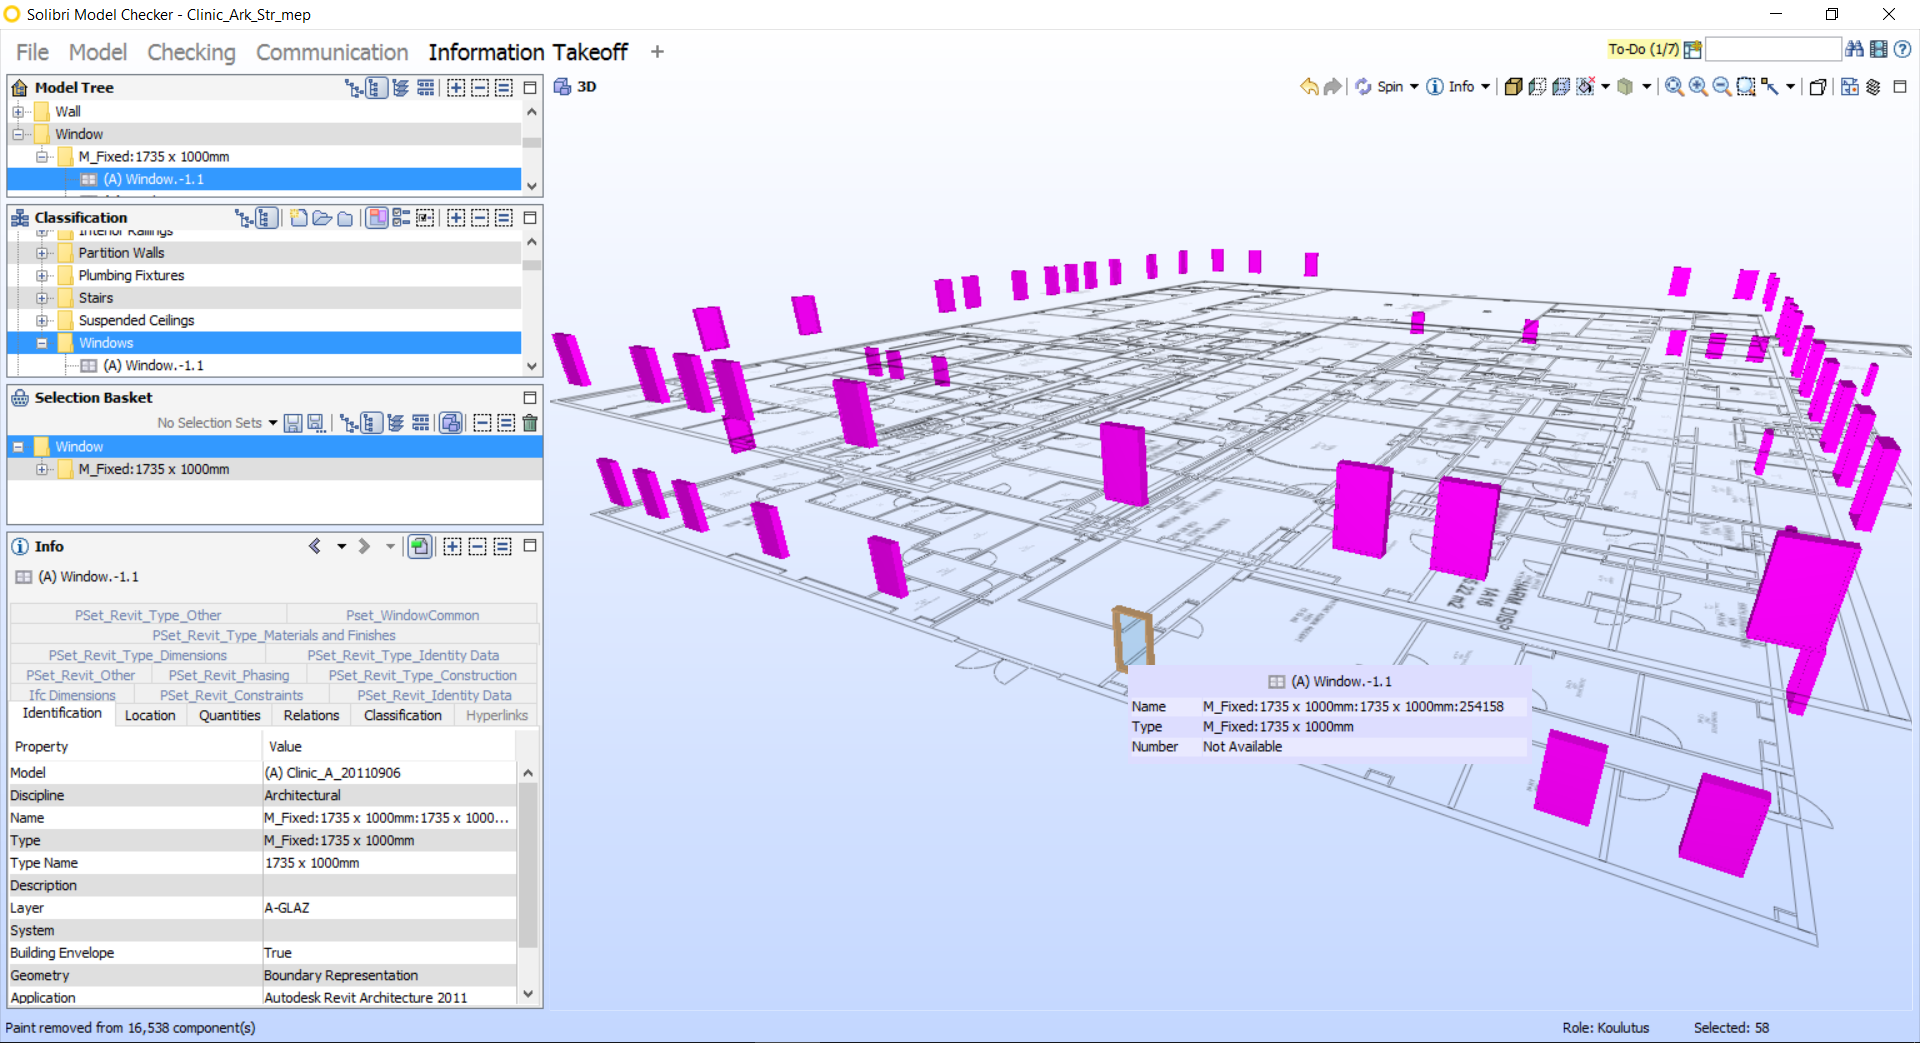 Solibri Model Checker - Clinic_Ark_Str_mep
File Model Checking Communication Information Takeoff +
To-Do (1/7)
Model Tree
Wall
Window
M_Fixed:1735 x 1000mm
(A) Window.-1.1
Classification
Interior Railings
Partition Walls
Plumbing Fixtures
Stairs
Suspended Ceilings
Windows
(A) Window.-1.1
Selection Basket
No Selection Sets
Window
M_Fixed:1735 x 1000mm
Info
(A) Window.-1.1
PSet_Revit_Type_Other Pset_WindowCommon
PSet_Revit_Type_Materials and Finishes
PSet_Revit_Type_Dimensions PSet_Revit_Type_Identity Data
PSet_Revit_Other PSet_Revit_Phasing PSet_Revit_Type_Construction
Ifc Dimensions PSet_Revit_Constraints PSet_Revit_Identity Data
Identification Location Quantities Relations Classification Hyperlinks
Property Value
Model (A) Clinic_A_20110906
Discipline Architectural
Name M_Fixed:1735 x 1000mm:1735 x 1000...
Type M_Fixed:1735 x 1000mm
Type Name 1735 x 1000mm
Description
Layer A-GLAZ
System
Building Envelope True
Geometry Boundary Representation
Application Autodesk Revit Architecture 2011
3D
Spin Info
HARM DISP
1A16
(A) Window.-1.1
Name M_Fixed:1735 x 1000mm:1735 x 1000mm:254158
Type M_Fixed:1735 x 1000mm
Number Not Available
Paint removed from 16,538 component(s)
Role: Koulutus Selected: 58